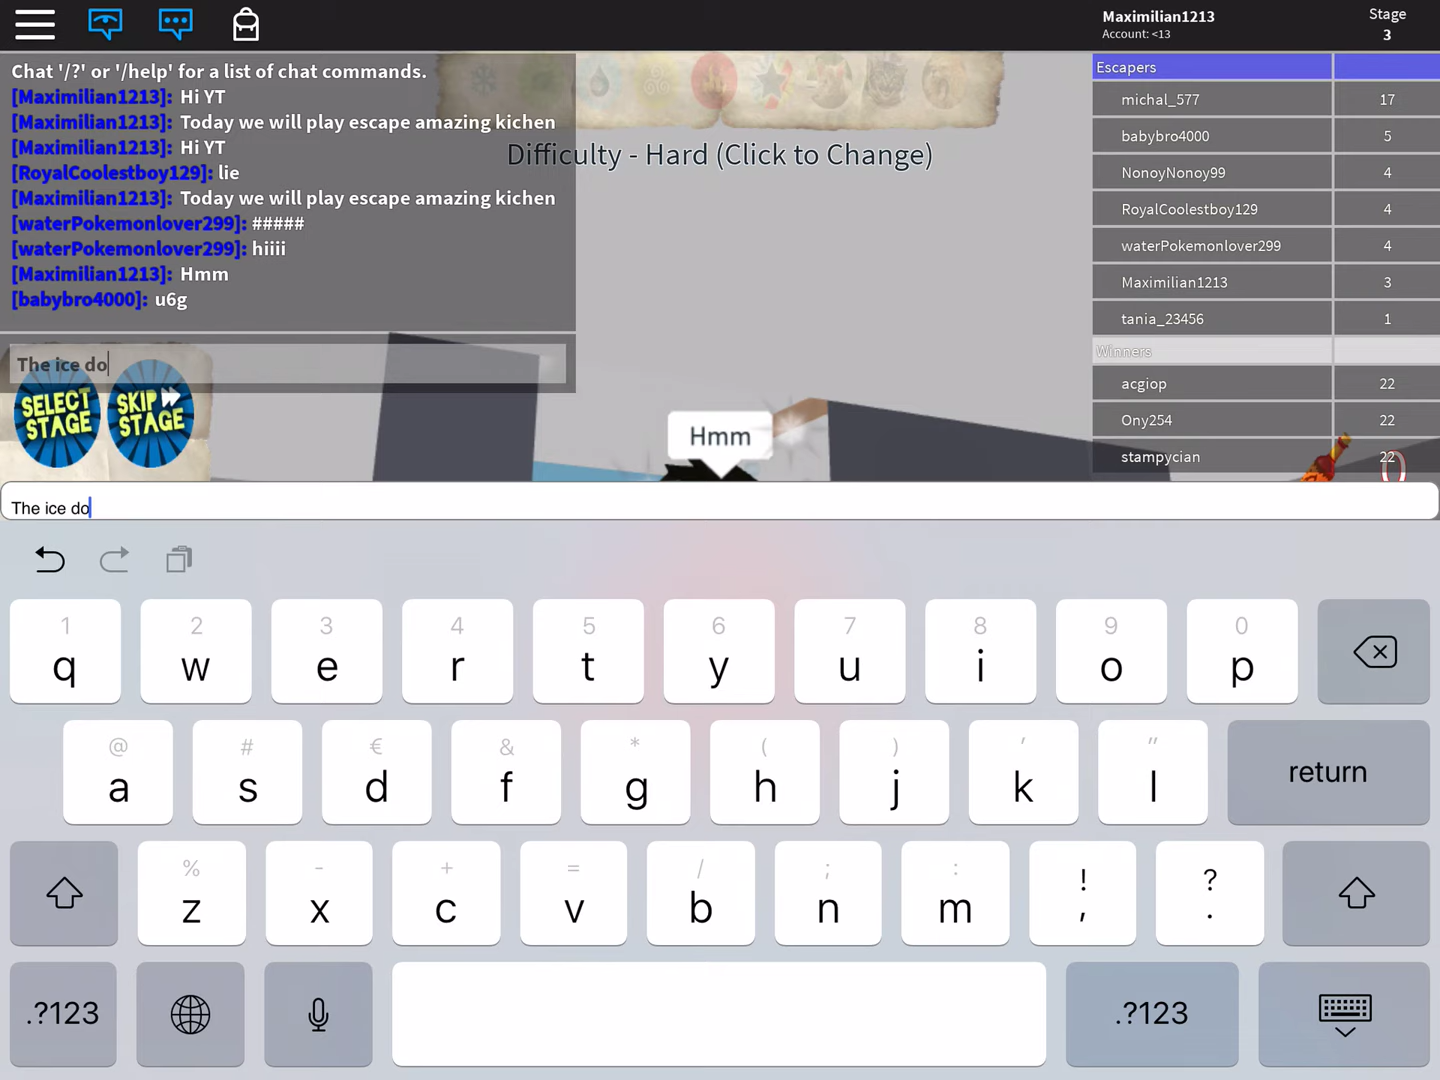 Maximilian1213
Account: <13
Stage
3
Chat '/?' or '/help' for a list of chat commands.
[Maximilian1213]: Hi YT
[Maximilian1213]: Today we will play escape amazing kichen
[Maximilian1213]: Hi YT
[RoyalCoolestboy129]: lie
[Maximilian1213]: Today we will play escape amazing kichen
[waterPokemonlover299]: #####
[waterPokemonlover299]: hiiii
[Maximilian1213]: Hmm
[babybro4000]: u6g
The ice do
Difficulty - Hard (Click to Change)
Escapers
michal_577 17
babybro4000 5
NonoyNonoy99 4
RoyalCoolestboy129 4
waterPokemonlover299 4
Maximilian1213 3
tania_23456 1
Winners
acgiop 22
Ony254 22
stampycian 22
0
SELECT STAGE
SKIP STAGE
Hmm
The ice do
1 2 3 4 5 6 7 8 9 0
q w e r t y u i o p
@ # € & * ( ) ' "
a s d f g h j k l return
% - + = / ; : ! ?
z x c v b n m , .
.?123 .?123